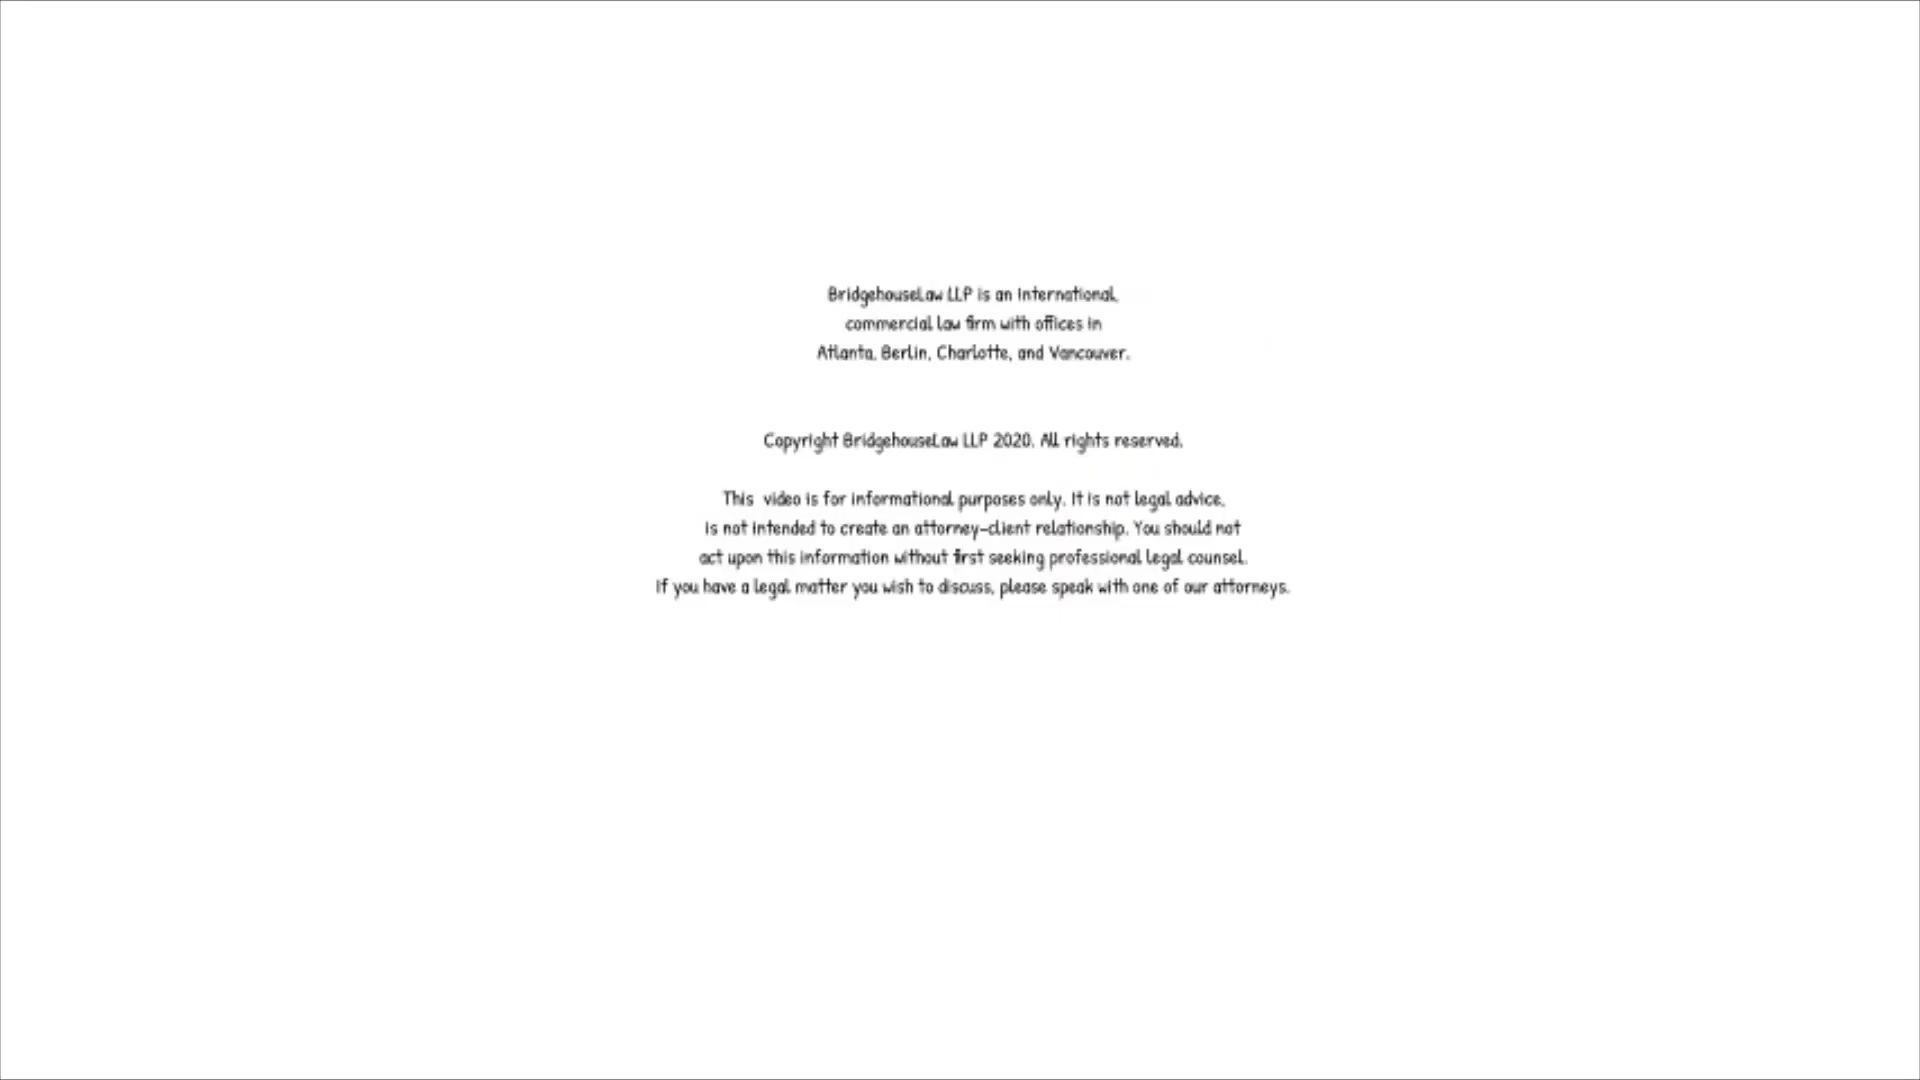 BridgehouseLaw LLP is an international,
commercial law firm with offices in
Atlanta, Berlin, Charlotte, and Vancouver.
Copyright BridgehouseLaw LLP 2020. All rights reserved.
This video is for informational purposes only. It is not legal advice,
is not intended to create an attorney-client relationship. You should not
act upon this information without first seeking professional legal counsel.
If you have a legal matter you wish to discuss, please speak with one of our attorneys.